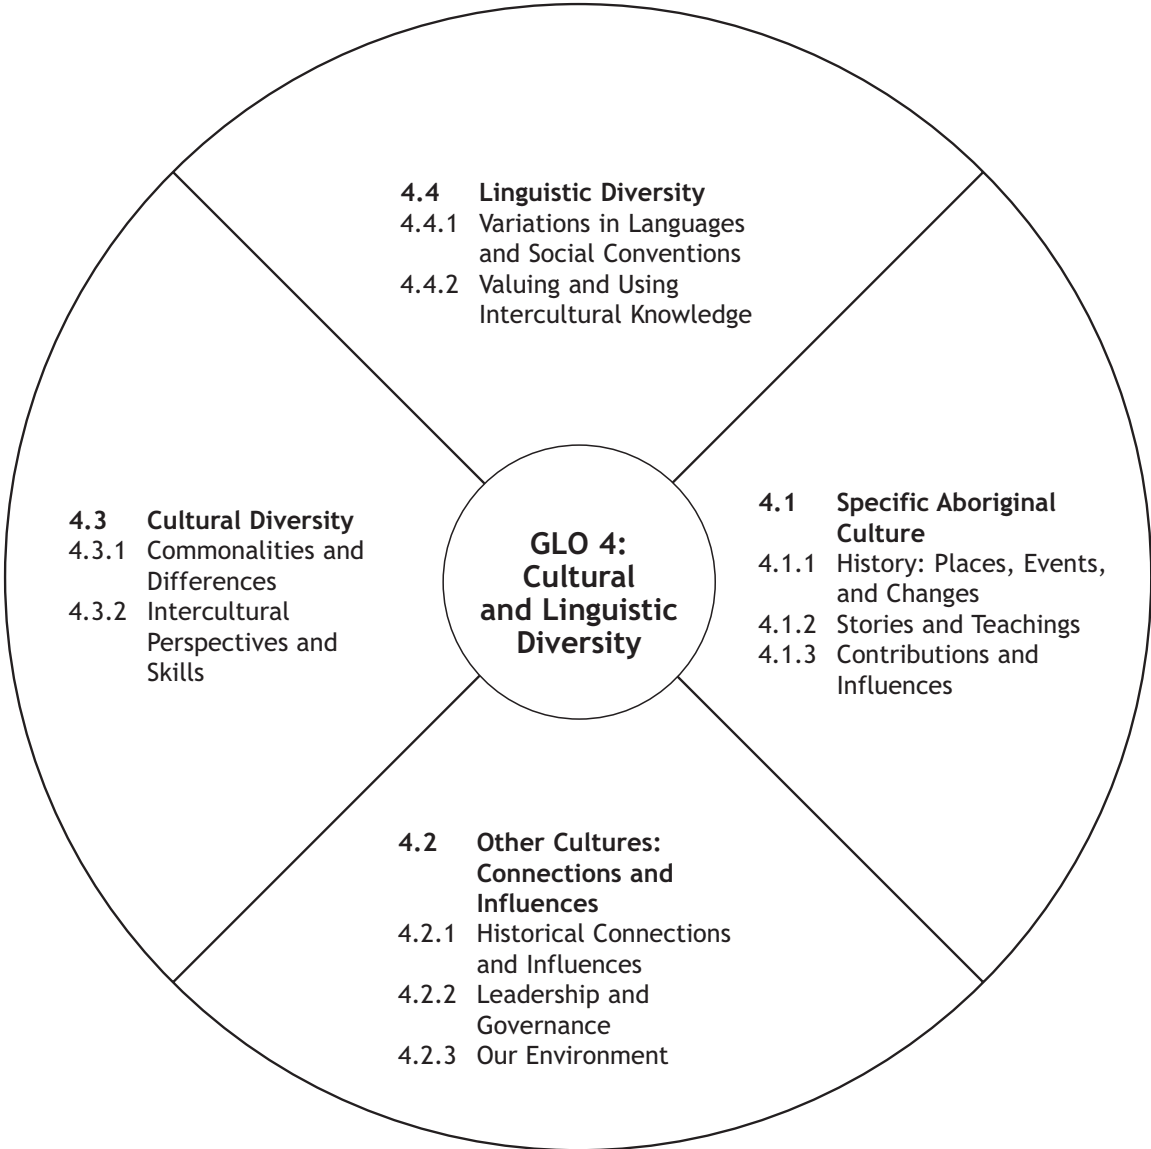 4.4 Linguistic Diversity
4.4.1 Variations in Languages
and Social Conventions
4.4.2 Valuing and Using
Intercultural Knowledge
4.3 Cultural Diversity
4.3.1 Commonalities and
Differences
4.3.2 Intercultural
Perspectives and
Skills
GLO 4:
Cultural
and Linguistic
Diversity
4.1 Specific Aboriginal
Culture
4.1.1 History: Places, Events,
and Changes
4.1.2 Stories and Teachings
4.1.3 Contributions and
Influences
4.2 Other Cultures:
Connections and
Influences
4.2.1 Historical Connections
and Influences
4.2.2 Leadership and
Governance
4.2.3 Our Environment